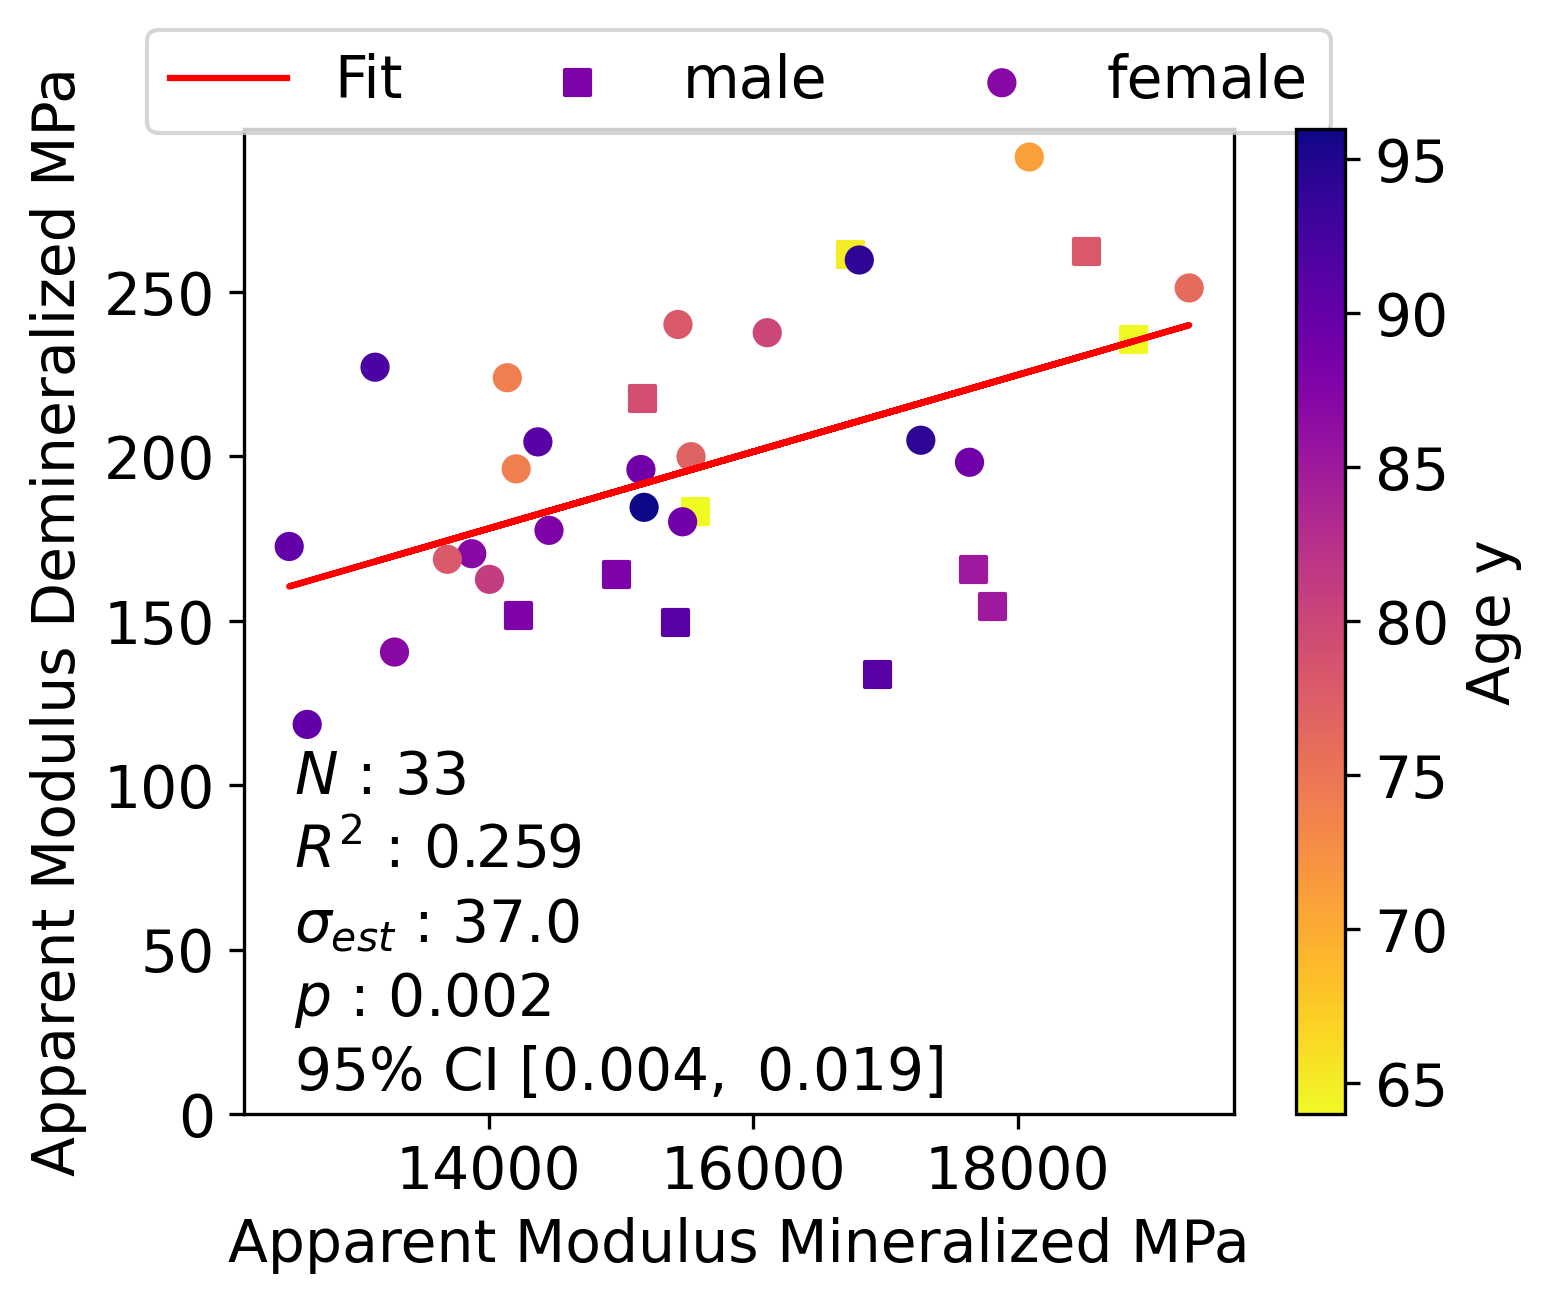 Fit male female
Apparent Modulus Demineralized MPa
250
200
150
100
50
0
N : 33
R² : 0.259
σ_est : 37.0
p : 0.002
95% CI [0.004, 0.019]
14000 16000 18000
Apparent Modulus Mineralized MPa
95
90
85
80
75
70
65
Age y